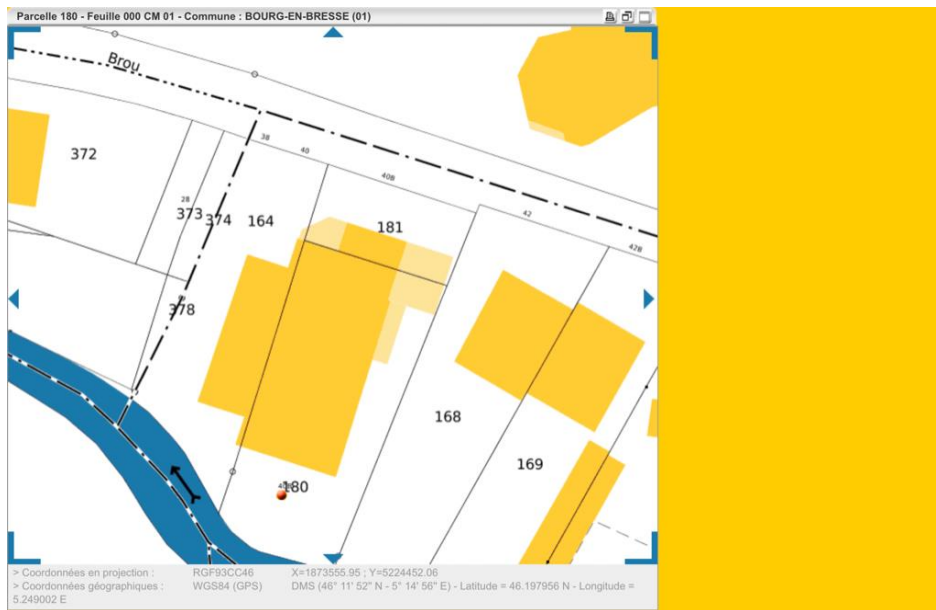 Parcelle 180 - Feuille 000 CM 01 - Commune : BOURG-EN-BRESSE (01)
Brou
38
40
40B
42
42B
372
28
373
374
164
181
378
168
169
180
> Coordonnées en projection : RGF93CC46 X=1873555.95 ; Y=5224452.06
> Coordonnées géographiques : WGS84 (GPS) DMS (46° 11' 52" N - 5° 14' 56" E) - Latitude = 46.197956 N - Longitude =
5.249002 E